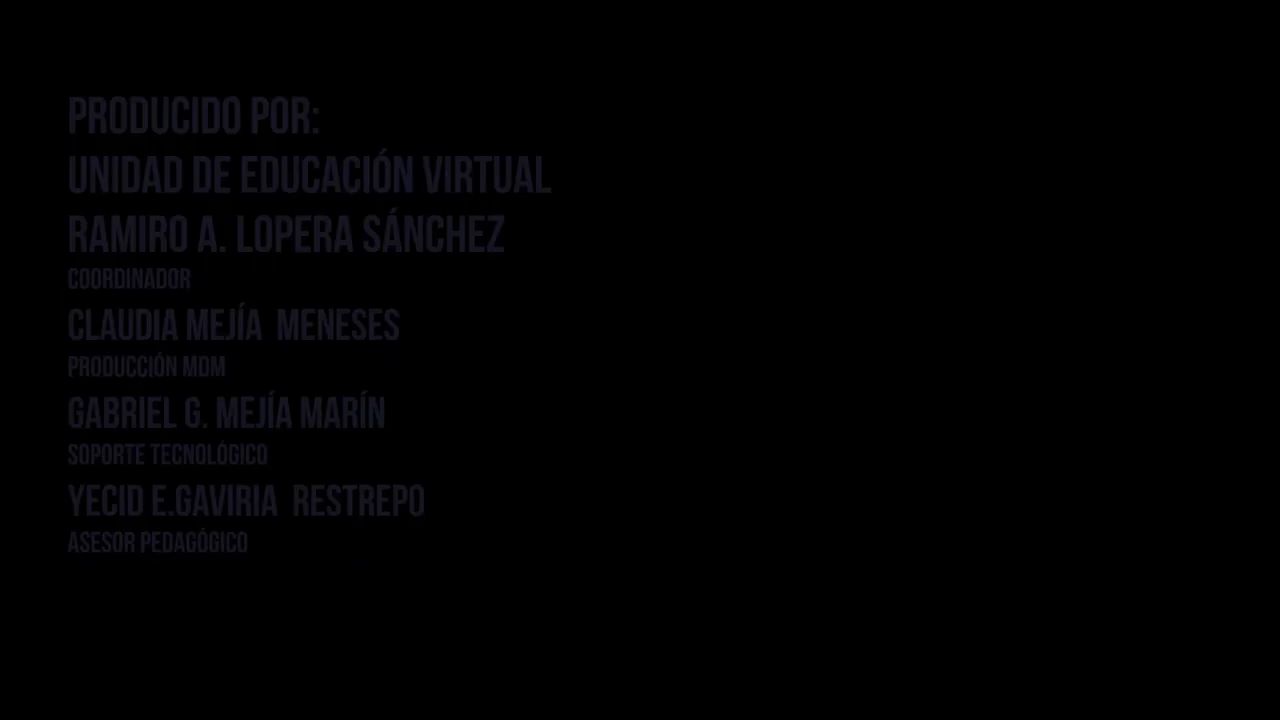 PRODUCIDO POR:
UNIDAD DE EDUCACIÓN VIRTUAL
RAMIRO A. LOPERA SÁNCHEZ
COORDINADOR
CLAUDIA MEJÍA  MENESES
PRODUCCIÓN MDM
GABRIEL G. MEJÍA MARÍN
SOPORTE TECNOLÓGICO
YECID E.GAVIRIA  RESTREPO
ASESOR PEDAGÓGICO